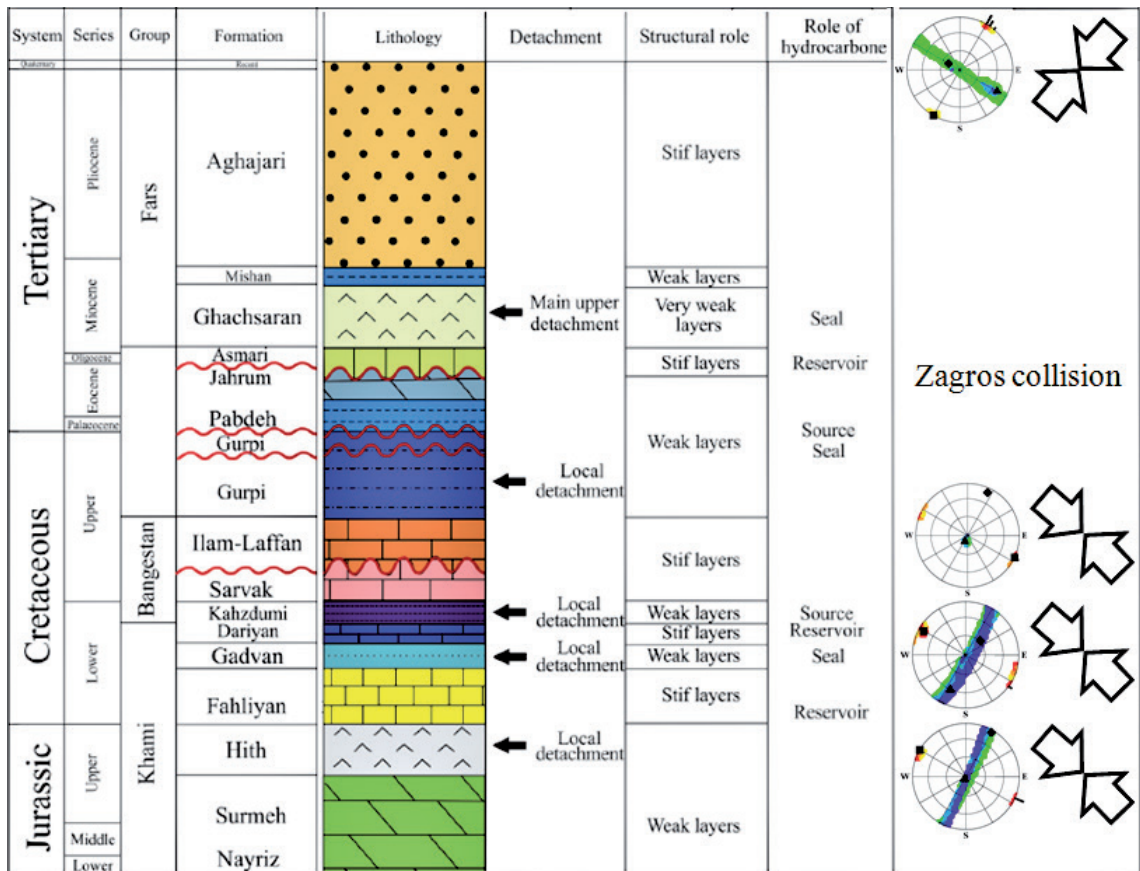 System
Series
Group
Formation
Lithology
Detachment
Structural role
Role of
hydrocarbone
Quaternary
Recent
Tertiary
Pliocene
Miocene
Oligocene
Eocene
Palaeocene
Fars
Aghajari
Mishan
Ghachsaran
Asmari
Jahrum
Pabdeh
Gurpi
Gurpi
Main upper
detachment
Local
detachment
Stif layers
Weak layers
Very weak
layers
Stif layers
Weak layers
Seal
Reservoir
Source
Seal
W
E
S
Zagros collision
Cretaceous
Upper
Lower
Bangestan
Ilam-Laffan
Sarvak
Kahzdumi
Dariyan
Gadvan
Fahliyan
Local
detachment
Local
detachment
Stif layers
Weak layers
Stif layers
Weak layers
Stif layers
Source
Reservoir
Seal
Reservoir
W
E
S
W
E
S
Jurassic
Upper
Middle
Lower
Khami
Hith
Surmeh
Nayriz
Local
detachment
Weak layers
W
E
S